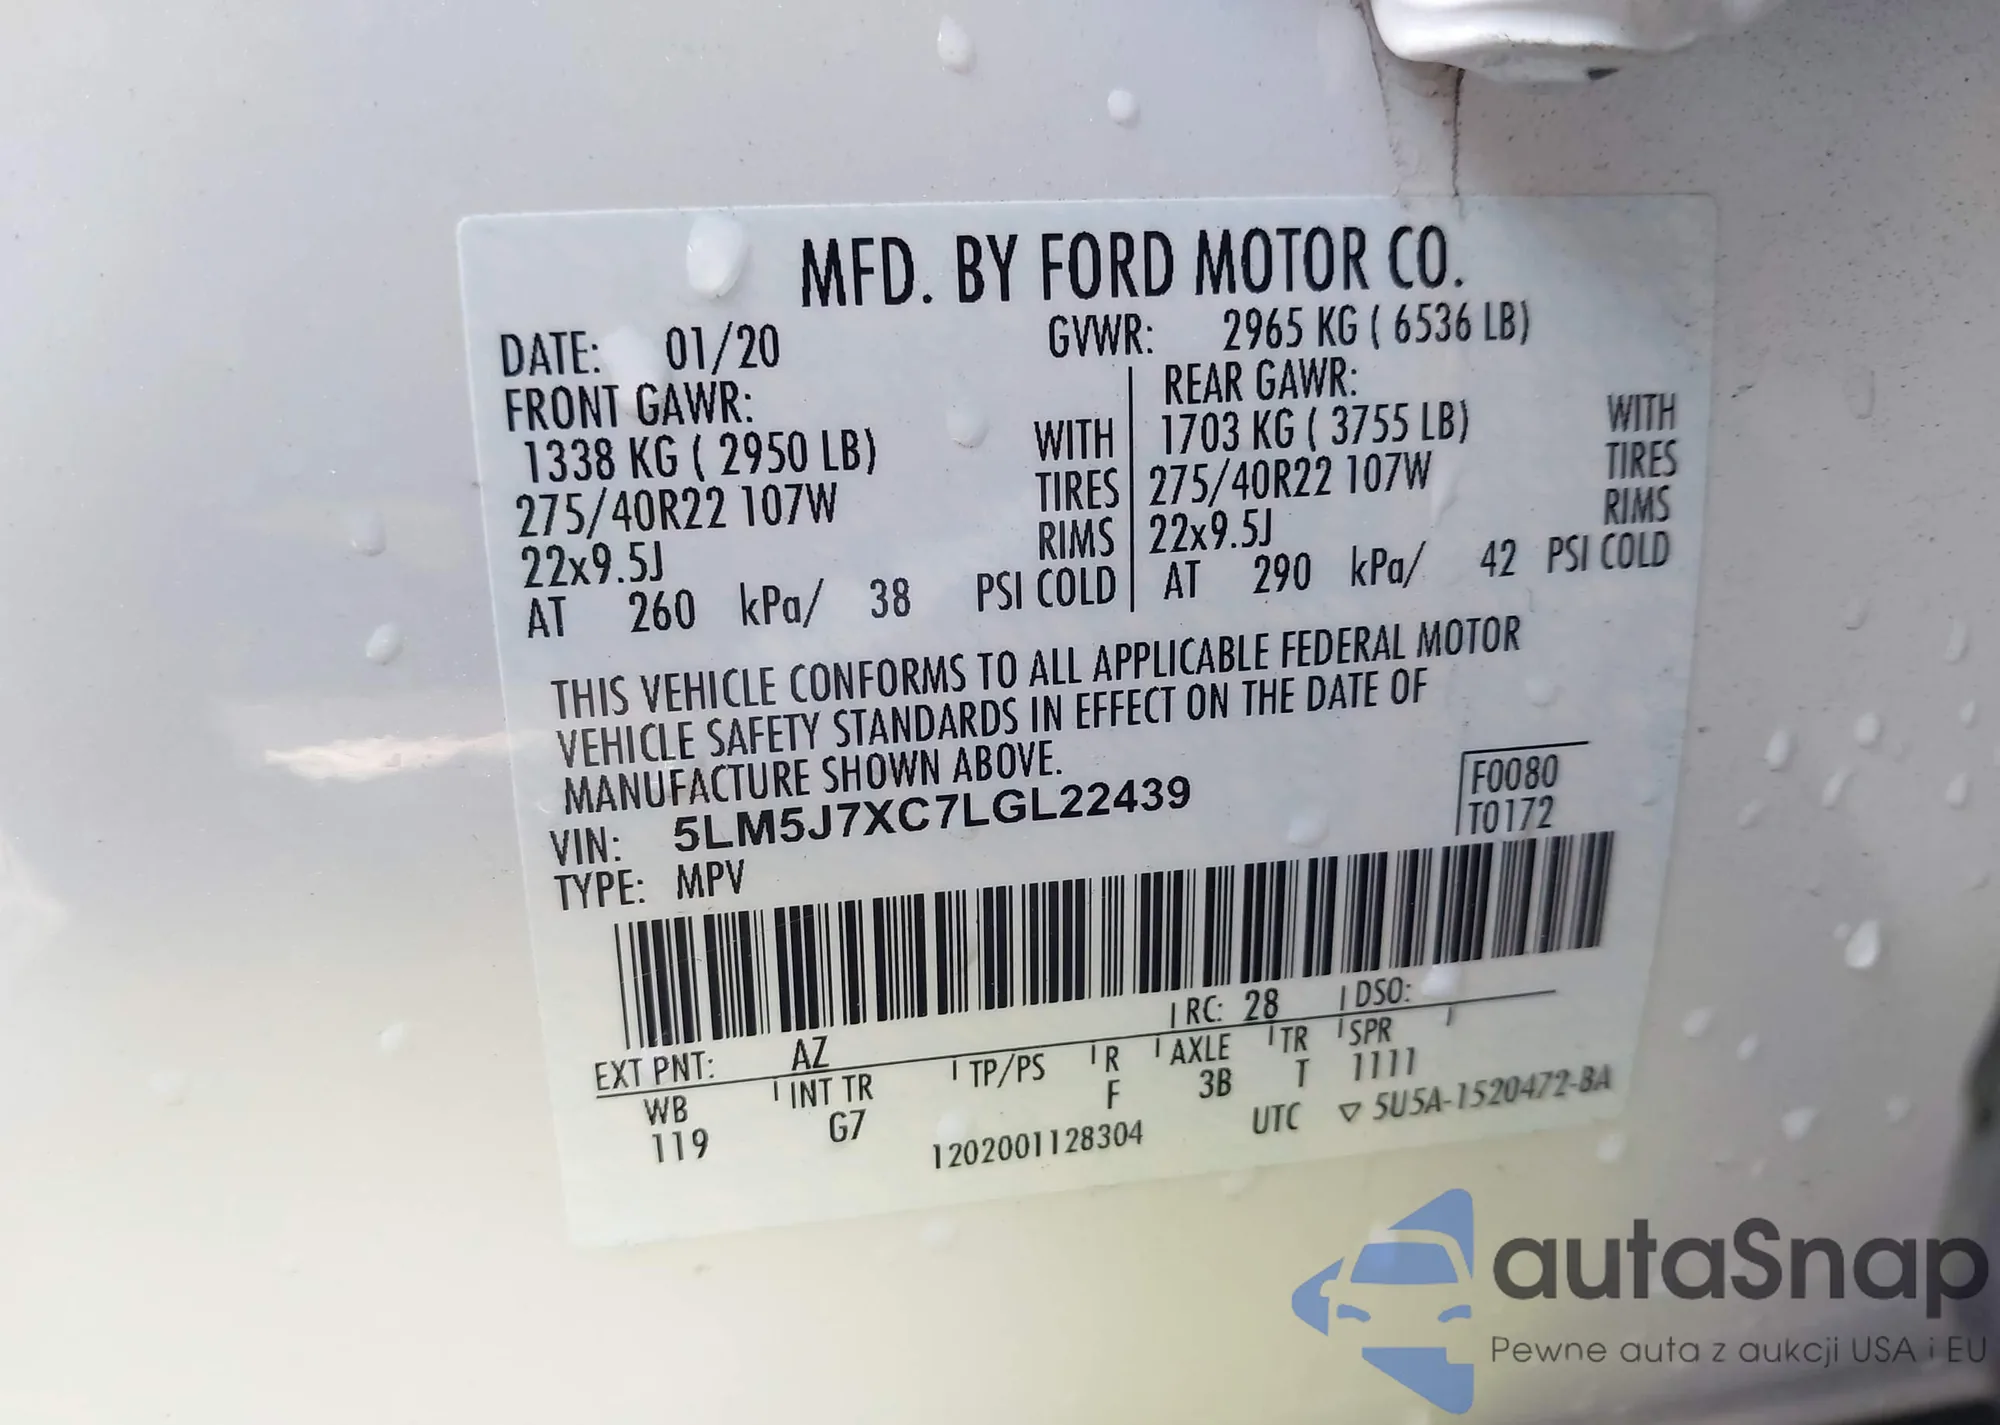 MFD. BY FORD MOTOR CO.
DATE: 01/20 GVWR: 2965 KG ( 6536 LB)
FRONT GAWR: REAR GAWR:
1338 KG ( 2950 LB) WITH 1703 KG ( 3755 LB) WITH
275/40R22 107W TIRES 275/40R22 107W TIRES
22x9.5J RIMS 22x9.5J RIMS
AT 260 kPa/ 38 PSI COLD AT 290 kPa/ 42 PSI COLD
THIS VEHICLE CONFORMS TO ALL APPLICABLE FEDERAL MOTOR
VEHICLE SAFETY STANDARDS IN EFFECT ON THE DATE OF
MANUFACTURE SHOWN ABOVE.
VIN: 5LM5J7XC7LGL22439 F0080
TYPE: MPV T0172
EXT PNT: AZ RC: 28 DSO:
WB INT TR TP/PS R AXLE TR SPR
119 G7 F 3B T 1111
1202001128304 UTC ▽ 5U5A-1520472-BA
autaSnap
Pewne auta z aukcji USA i EU